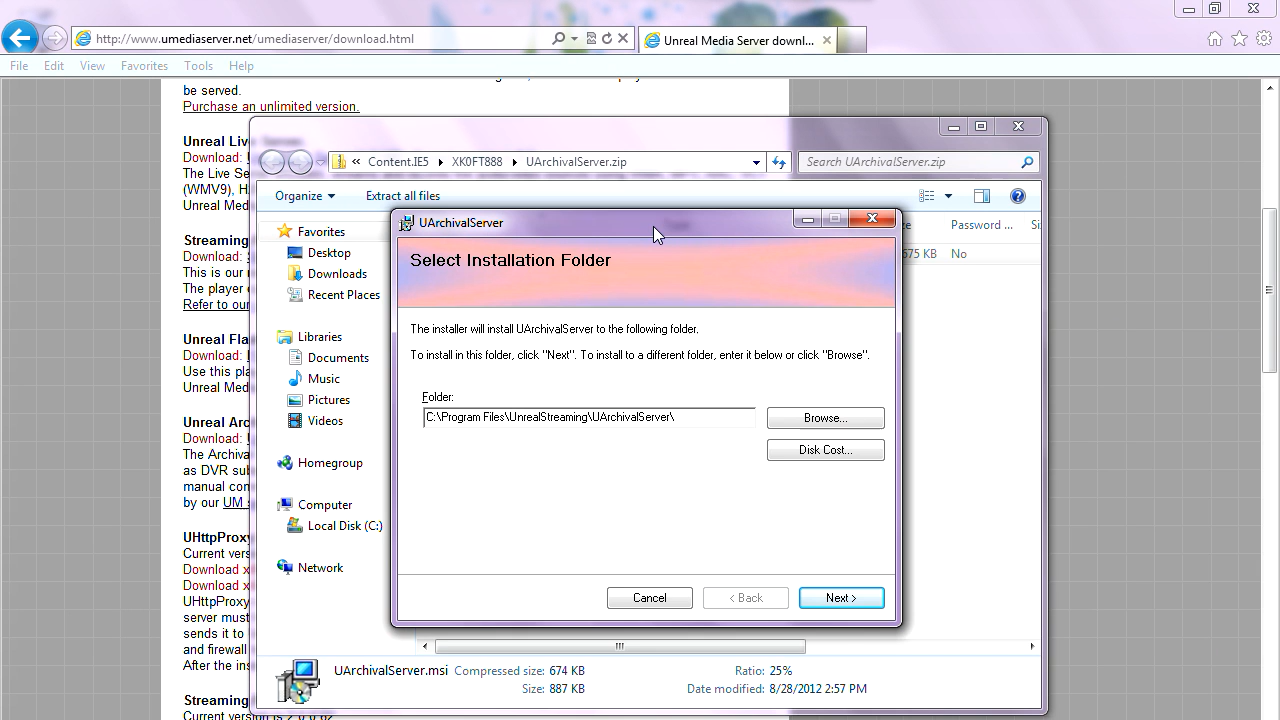 http://www.umediaserver.net/umediaserver/download.html
Unreal Media Server downl...
File Edit View Favorites Tools Help
be served.
Purchase an unlimited version.
Unreal Liv
Download:
The Live Se
(WMV9), H.
Unreal Med
Streaming
Download:
This is our
The player
Refer to our
Unreal Fla
Download:
Use this pla
Unreal Med
Unreal Arc
Download:
The Archiva
as DVR sub
manual con
by our UM s
UHttpProxy
Current vers
Download x
Download x
UHttpProxy
server must
sends it to
and firewall
After the ins
Streaming
Current version is 2.0.0.62
« Content.IE5 XK0FT888 UArchivalServer.zip
Search UArchivalServer.zip
Organize Extract all files
Password ... Si
675 KB No
Favorites
Desktop
Downloads
Recent Places
Libraries
Documents
Music
Pictures
Videos
Homegroup
Computer
Local Disk (C:)
Network
UArchivalServer
Select Installation Folder
The installer will install UArchivalServer to the following folder.
To install in this folder, click "Next". To install to a different folder, enter it below or click "Browse".
Folder:
C:\Program Files\UnrealStreaming\UArchivalServer\
Browse...
Disk Cost...
Cancel < Back Next >
UArchivalServer.msi Compressed size: 674 KB Ratio: 25%
Size: 887 KB Date modified: 8/28/2012 2:57 PM